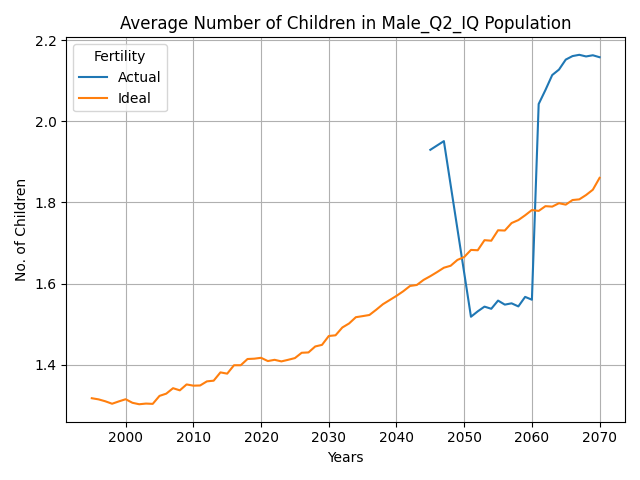 Average Number of Children in Male_Q2_IQ Population
Fertility
Actual
Ideal
No. of Children
2.2
2.0
1.8
1.6
1.4
2000
2010
2020
2030
2040
2050
2060
2070
Years